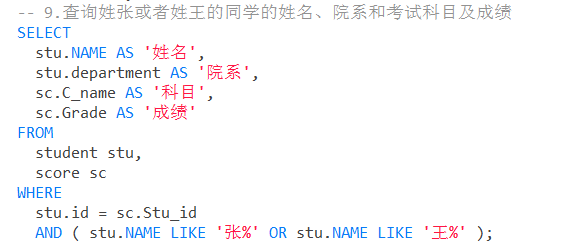 -- 9.查询姓张或者姓王的同学的姓名、院系和考试科目及成绩
SELECT
stu.NAME AS '姓名',
stu.department AS '院系',
sc.C_name AS '科目',
sc.Grade AS '成绩'
FROM
student stu,
score sc
WHERE
stu.id = sc.Stu_id
AND ( stu.NAME LIKE '张%' OR stu.NAME LIKE '王%' );